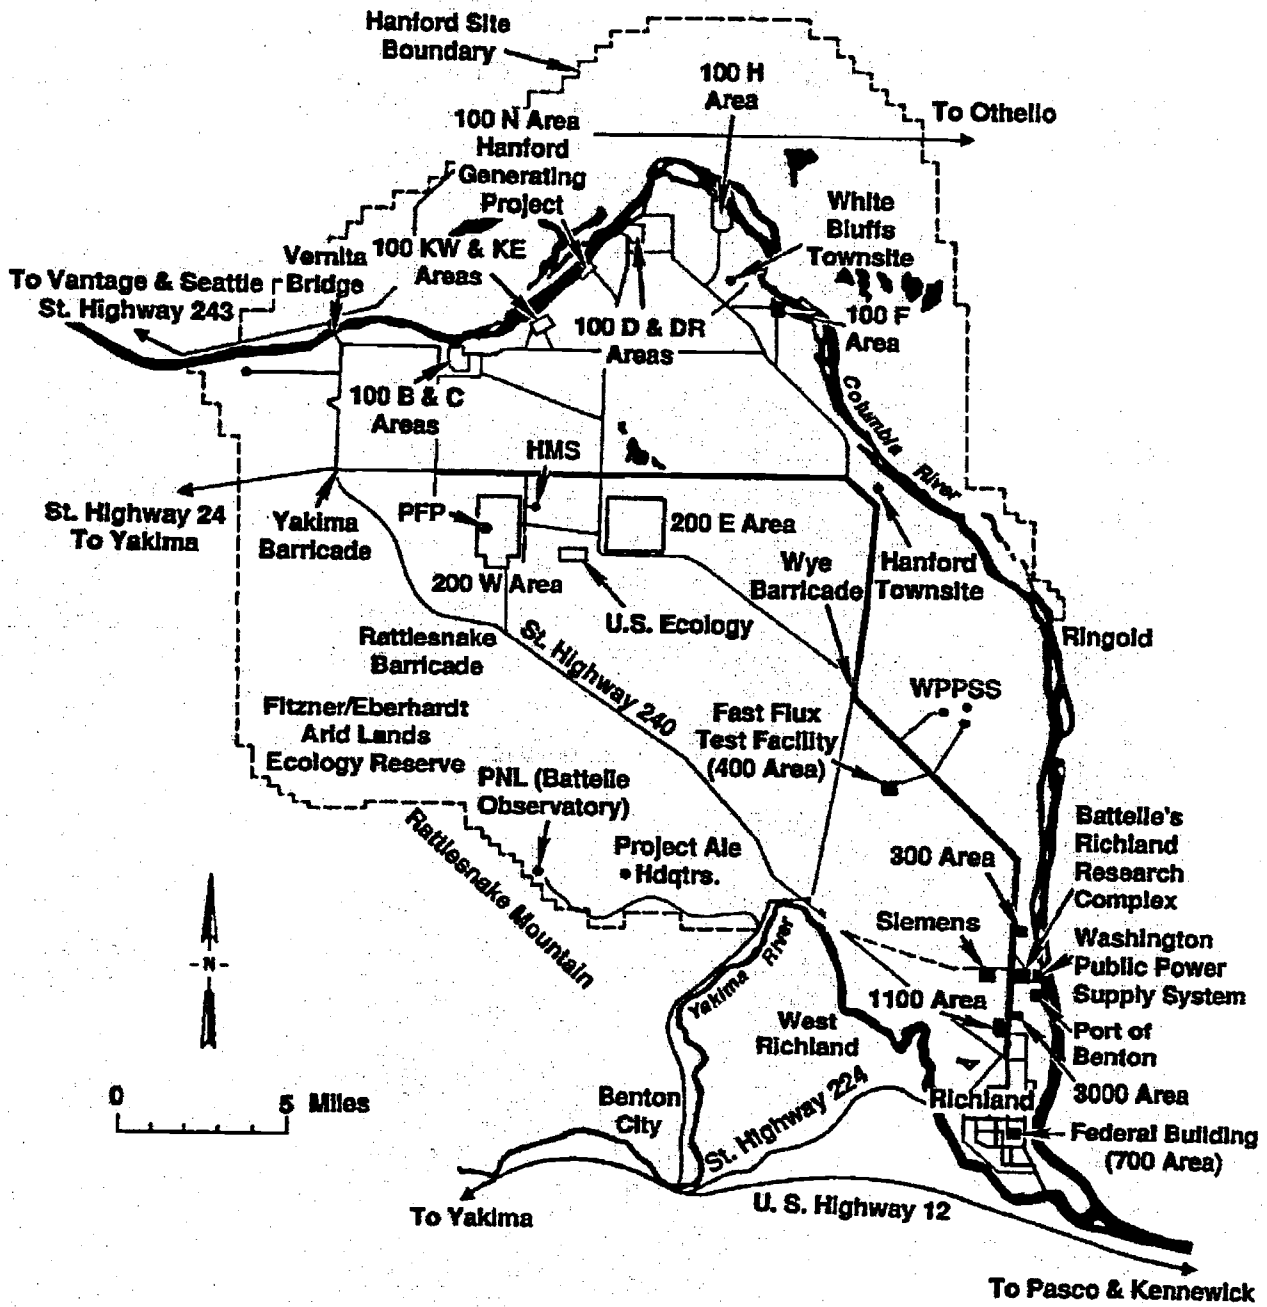 Hanford Site
Boundary
100 H
Area
To Othello
100 N Area
Hanford
Generating
Project
White
Bluffs
Townsite
Vernita
Bridge
100 KW & KE
Areas
To Vantage & Seattle
St. Highway 243
100 D & DR
Areas
100 F
Area
100 B & C
Areas
Columbia River
HMS
St. Highway 24
To Yakima
Yakima
Barricade
PFP
200 E Area
200 W Area
Wye
Barricade
Hanford
Townsite
U.S. Ecology
Rattlesnake
Barricade
St. Highway 240
Ringold
WPPSS
Fitzner/Eberhardt
Arid Lands
Ecology Reserve
Fast Flux
Test Facility
(400 Area)
PNL (Battelle
Observatory)
Rattlesnake Mountain
Project Ale
Hdqtrs.
300 Area
Battelle's
Richland
Research
Complex
Siemens
Washington
Public Power
Supply System
N
Yakima River
1100 Area
West
Richland
Port of
Benton
3000 Area
0 5 Miles
Benton
City
St. Highway 224
Richland
Federal Building
(700 Area)
To Yakima
U. S. Highway 12
To Pasco & Kennewick